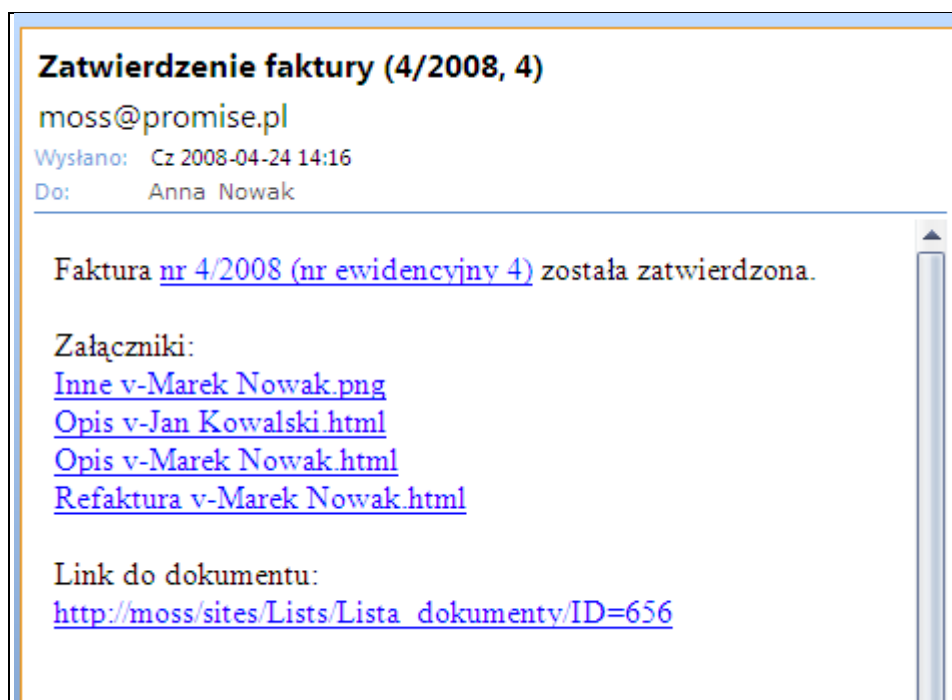 Zatwierdzenie faktury (4/2008, 4)
moss@promise.pl
Wysłano: Cz 2008-04-24 14:16
Do: Anna Nowak
Faktura nr 4/2008 (nr ewidencyjny 4) została zatwierdzona.
Załączniki:
Inne v-Marek Nowak.png
Opis v-Jan Kowalski.html
Opis v-Marek Nowak.html
Refaktura v-Marek Nowak.html
Link do dokumentu:
http://moss/sites/Lists/Lista_dokumenty/ID=656